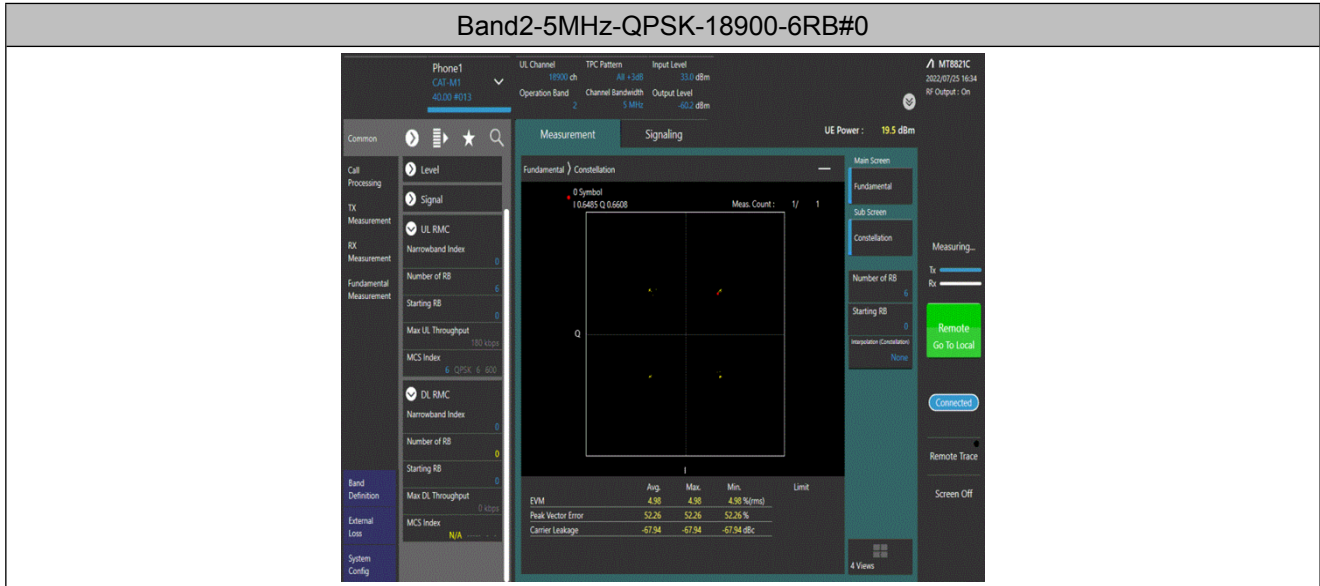 Band2-5MHz-QPSK-18900-6RB#0
Phone1
CAT-M1
40.00 #013
UL Channel
18900 ch
TPC Pattern
All +3dB
Input Level
33.0 dBm
Operation Band
2
Channel Bandwidth
5 MHz
Output Level
-60.2 dBm
MT8821C
2022/07/25 16:34
RF Output : On
Common
Call Processing
TX Measurement
RX Measurement
Fundamental Measurement
Band Definition
External Loss
System Config
Level
Signal
UL RMC
Narrowband Index
0
Number of RB
6
Starting RB
0
Max UL Throughput
180 kbps
MCS Index
6 QPSK 6 600
DL RMC
Narrowband Index
0
Number of RB
0
Starting RB
0
Max DL Throughput
0 kbps
MCS Index
N/A ---- - -
Measurement
Signaling
UE Power : 19.5 dBm
Fundamental ⟩ Constellation
0 Symbol
I 0.6485 Q 0.6608
Meas. Count : 1/ 1
Q
I
Avg. Max. Min. Limit
EVM 4.98 4.98 4.98 %(rms)
Peak Vector Error 52.26 52.26 52.26 %
Carrier Leakage -67.94 -67.94 -67.94 dBc
Main Screen
Fundamental
Sub Screen
Constellation
Number of RB
6
Starting RB
0
Interpolation (Constellation)
None
4 Views
Measuring...
Tx
Rx
Remote
Go To Local
Connected
Remote Trace
Screen Off